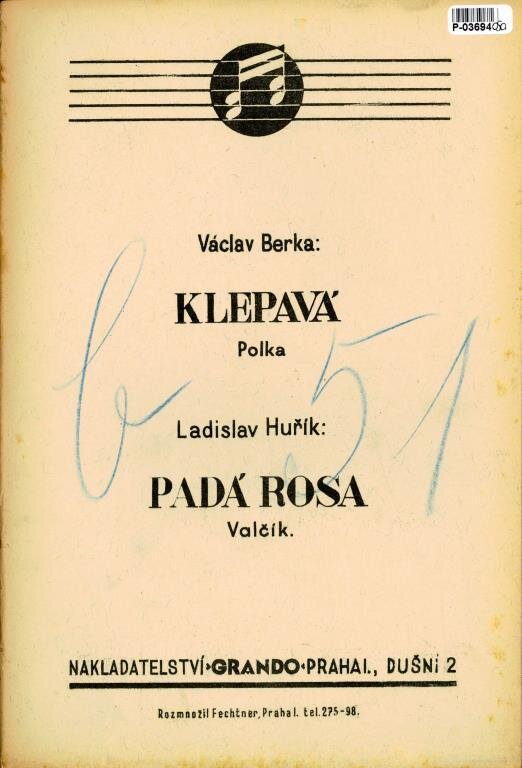 P-03694
Václav Berka:
KLEPAVÁ
Polka
b 51
Ladislav Huřík:
PADÁ ROSA
Valčík.
NAKLADATELSTVÍ·GRANDO·PRAHA I., DUŠNÍ 2
Rozmnožil Fechtner, Praha I. tel. 275-98.